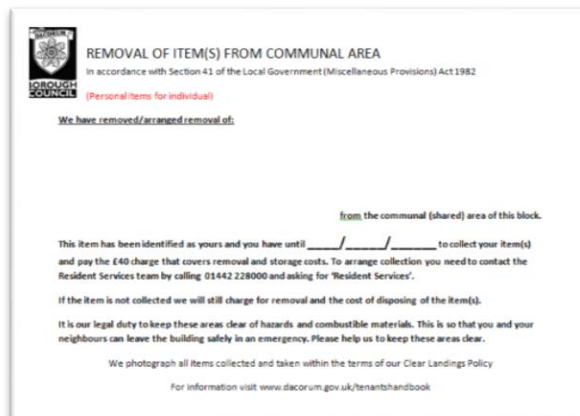 DACORUM
BOROUGH
COUNCIL
REMOVAL OF ITEM(S) FROM COMMUNAL AREA
In accordance with Section 41 of the Local Government (Miscellaneous Provisions) Act 1982
(Personal items for individual)
We have removed/arranged removal of:
from the communal (shared) area of this block.
This item has been identified as yours and you have until ____/____/_____ to collect your item(s)
and pay the £40 charge that covers removal and storage costs. To arrange collection you need to contact the
Resident Services team by calling 01442 228000 and asking for 'Resident Services'.
If the item is not collected we will still charge for removal and the cost of disposing of the item(s).
It is our legal duty to keep these areas clear of hazards and combustible materials. This is so that you and your
neighbours can leave the building safely in an emergency. Please help us to keep these areas clear.
We photograph all items collected and taken within the terms of our Clear Landings Policy
For information visit www.dacorum.gov.uk/tenantshandbook